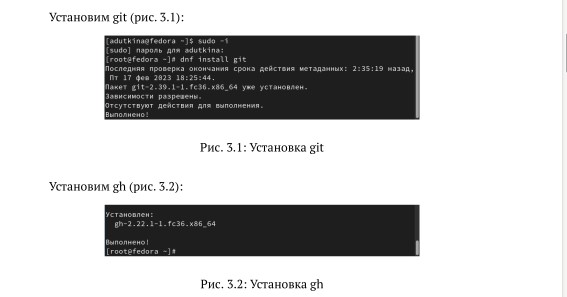 Установим git (рис. 3.1):
[adutkina@fedora ~]$ sudo -i
[sudo] пароль для adutkina:
[root@fedora ~]# dnf install git
Последняя проверка окончания срока действия метаданных: 2:35:19 назад,
Пт 17 фев 2023 18:25:44.
Пакет git-2.39.1-1.fc36.x86_64 уже установлен.
Зависимости разрешены.
Отсутствуют действия для выполнения.
Выполнено!
Рис. 3.1: Установка git
Установим gh (рис. 3.2):
Установлен:
gh-2.22.1-1.fc36.x86_64
Выполнено!
[root@fedora ~]#
Рис. 3.2: Установка gh